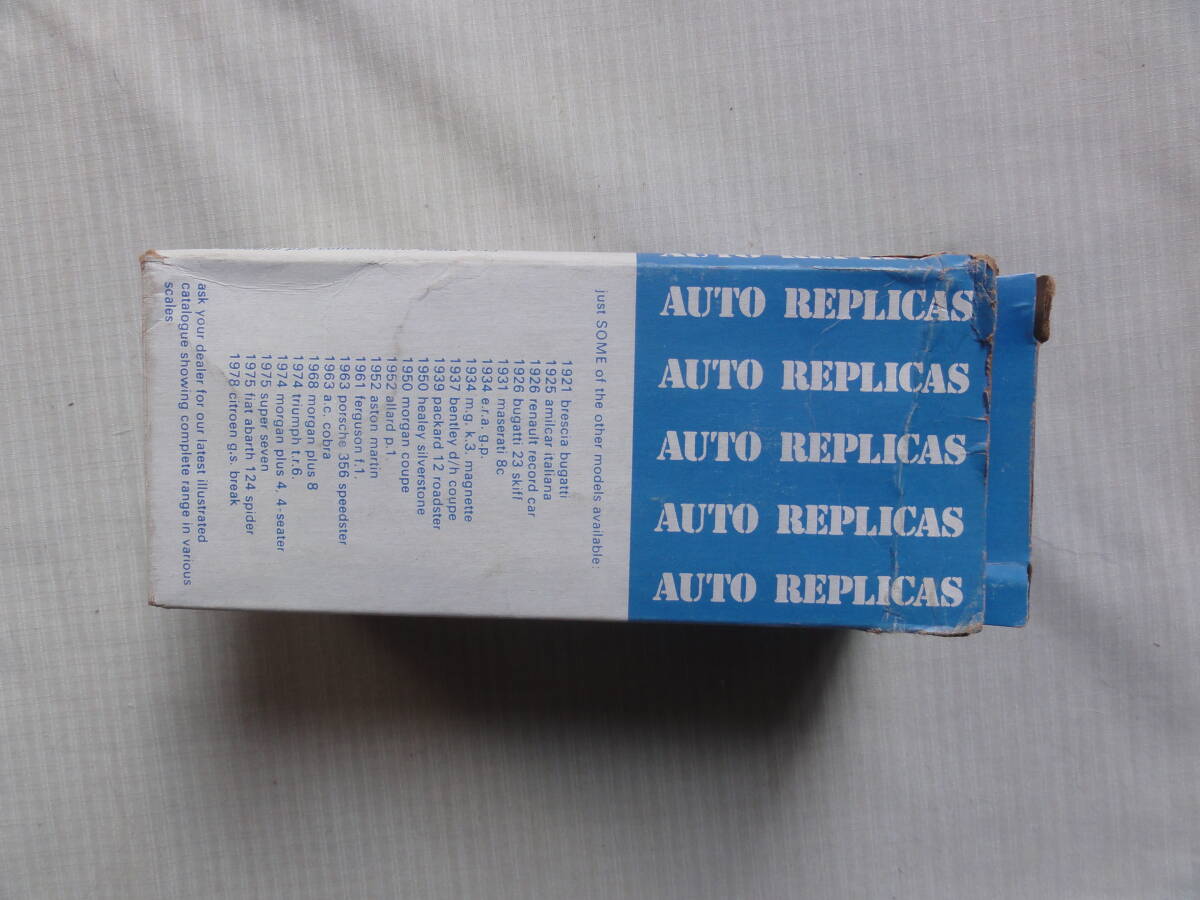 AUTO REPLICAS
AUTO REPLICAS
AUTO REPLICAS
AUTO REPLICAS
AUTO REPLICAS
AUTO REPLICAS
just SOME of the other models available:
1921 brescia bugatti
1925 amilcar italiana
1926 renault record car
1926 bugatti 23 skiff
1931 maserati 8c
1934 e.r.a. g.p.
1934 m.g. k.3. magnette
1937 bentley d/h coupe
1939 packard 12 roadster
1950 healey silverstone
1950 morgan coupe
1952 allard p.1
1952 aston martin
1961 ferguson f.1.
1963 porsche 356 speedster
1963 a.c. cobra
1968 morgan plus 8
1974 triumph t.r.6.
1974 morgan plus 4, 4-seater
1975 super seven
1975 fiat abarth 124 spider
1978 citroen g.s. break
ask your dealer for our latest illustrated
catalogue showing complete range in various
scales